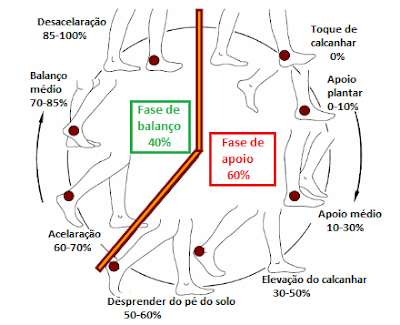 Desacelaração
85-100%
Toque de
calcanhar
0%
Balanço
médio
70-85%
Apoio
plantar
0-10%
Fase de
balanço
40%
Fase de
apoio
60%
Apoio médio
10-30%
Acelaração
60-70%
Elevação do calcanhar
30-50%
Desprender do pé do solo
50-60%